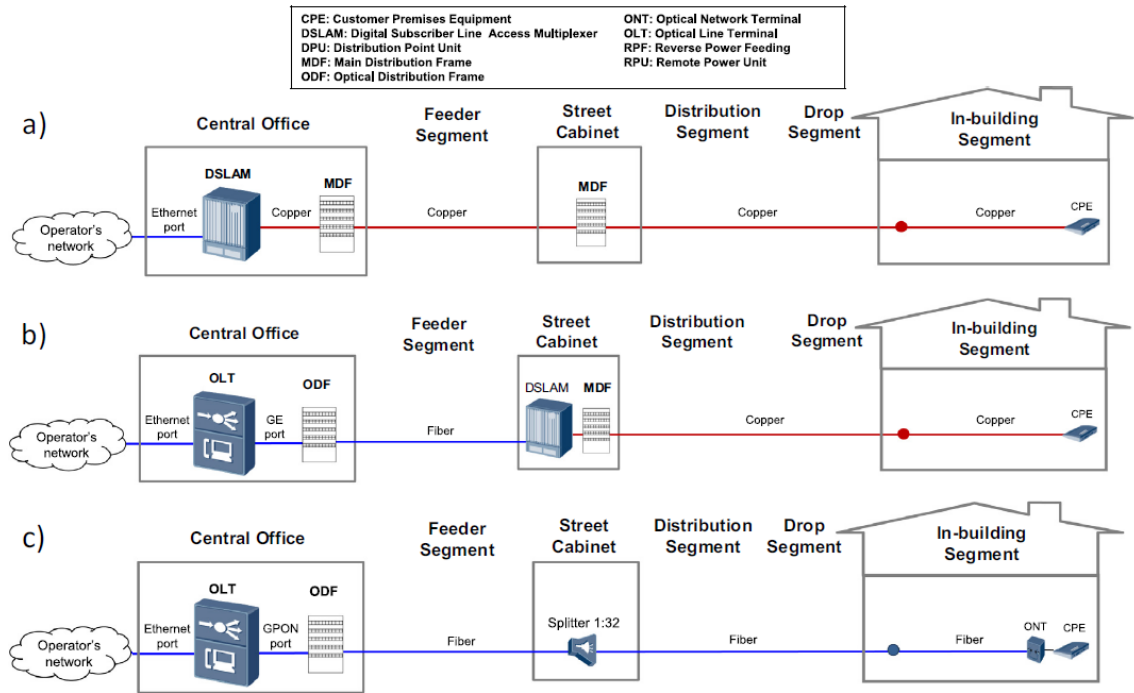 CPE: Customer Premises Equipment
DSLAM: Digital Subscriber Line Access Multiplexer
DPU: Distribution Point Unit
MDF: Main Distribution Frame
ODF: Optical Distribution Frame
ONT: Optical Network Terminal
OLT: Optical Line Terminal
RPF: Reverse Power Feeding
RPU: Remote Power Unit
a)
Central Office
Feeder
Segment
Street
Cabinet
Distribution
Segment
Drop
Segment
In-building
Segment
Operator's
network
Ethernet
port
DSLAM
Copper
MDF
Copper
MDF
Copper
Copper
CPE
b)
Central Office
Feeder
Segment
Street
Cabinet
Distribution
Segment
Drop
Segment
In-building
Segment
Operator's
network
Ethernet
port
OLT
GE
port
ODF
Fiber
DSLAM
MDF
Copper
Copper
CPE
c)
Central Office
Feeder
Segment
Street
Cabinet
Distribution
Segment
Drop
Segment
In-building
Segment
Operator's
network
Ethernet
port
OLT
GPON
port
ODF
Fiber
Splitter 1:32
Fiber
Fiber
ONT
CPE